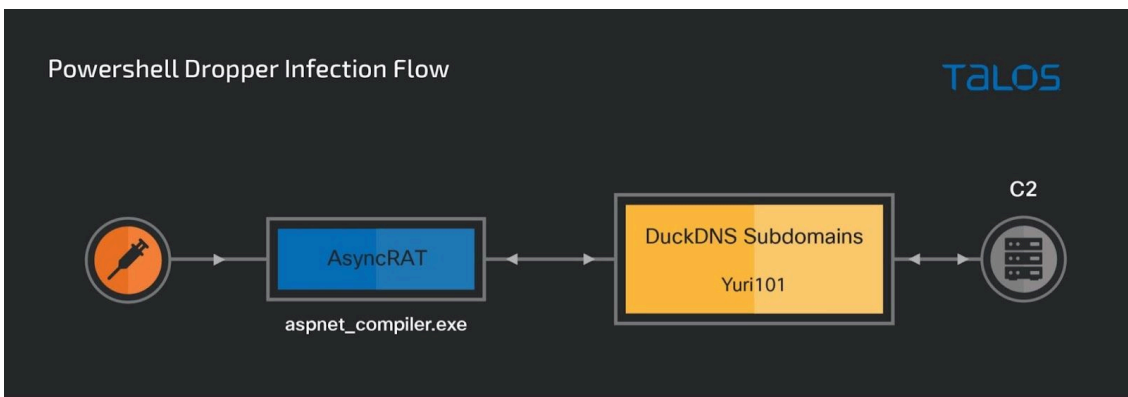 Powershell Dropper Infection Flow
TALOS
C2
DuckDNS Subdomains
AsyncRAT
Yuri101
aspnet_compiler.exe